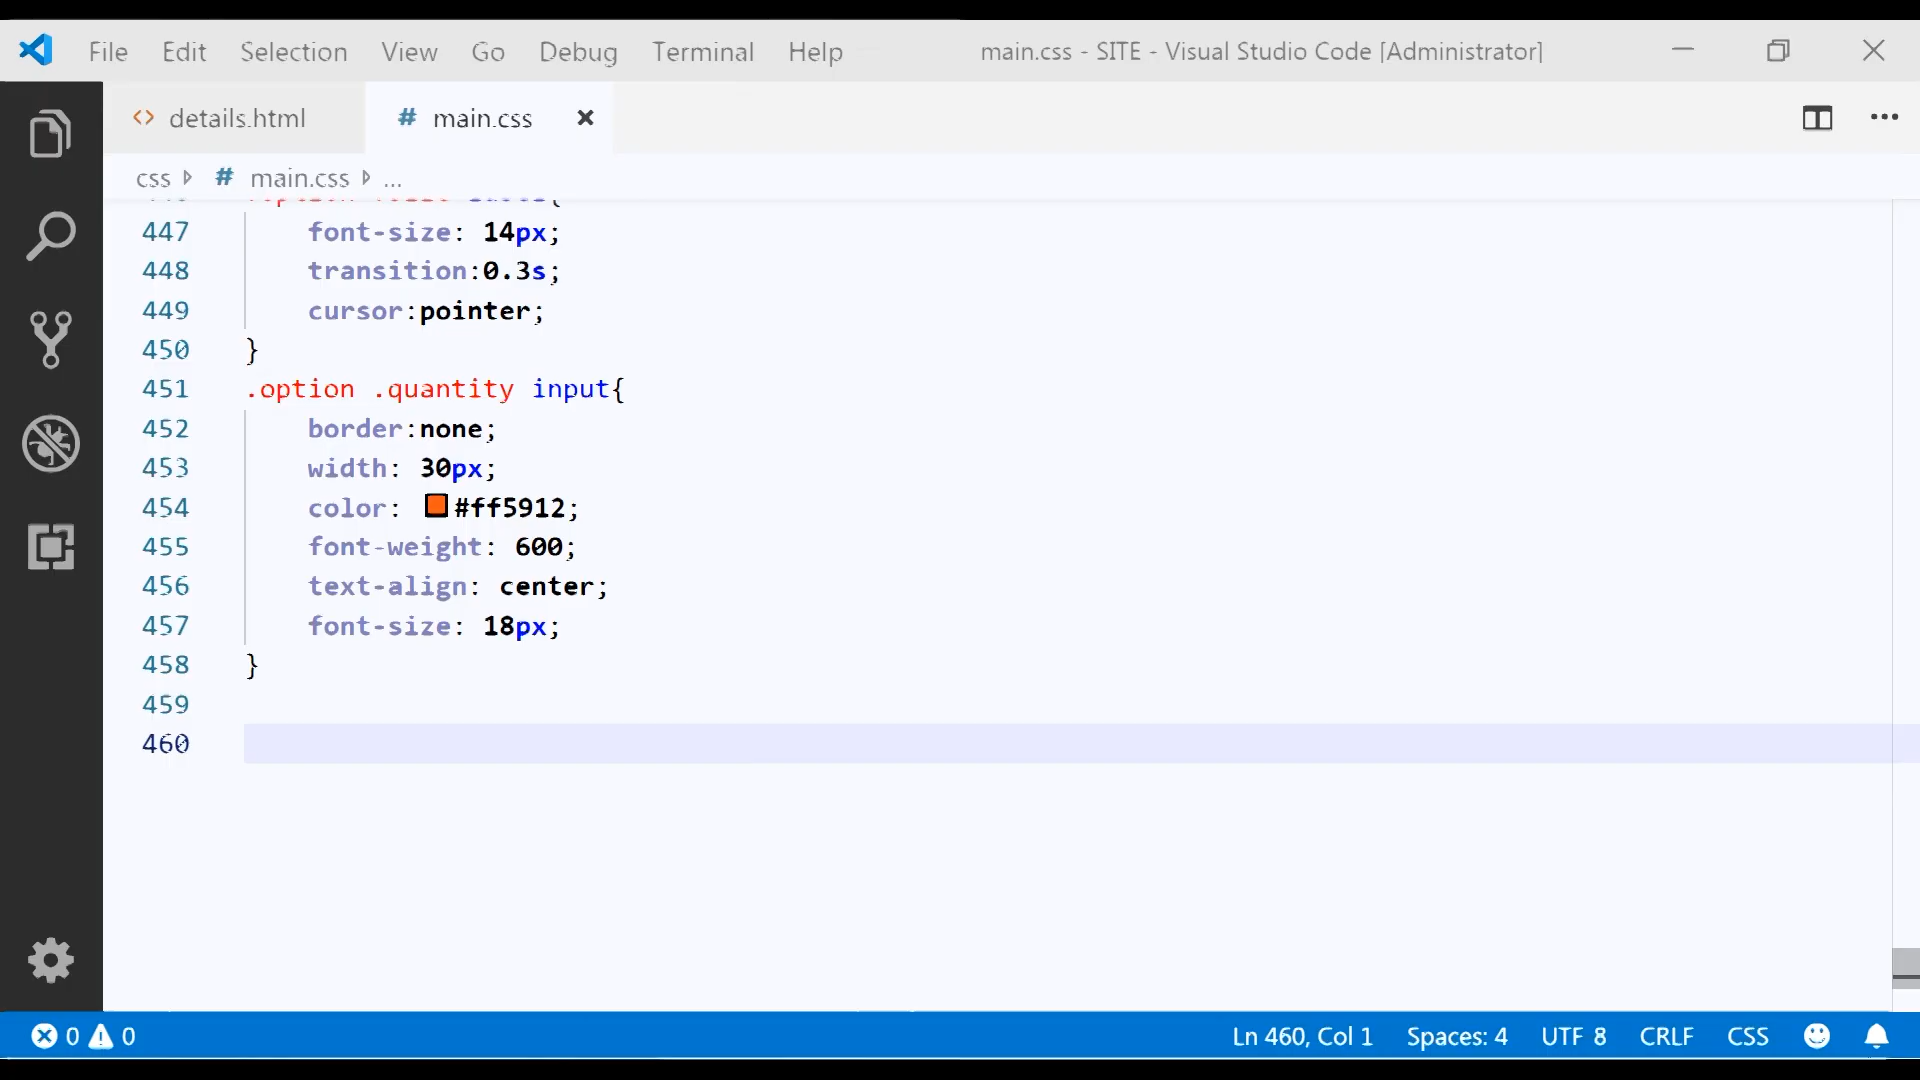 File Edit Selection View Go Debug Terminal Help main.css - SITE - Visual Studio Code [Administrator]
<> details.html # main.css
css # main.css ...
447 font-size: 14px;
448 transition:0.3s;
449 cursor:pointer;
450 }
451 .option .quantity input{
452 border:none;
453 width: 30px;
454 color: #ff5912;
455 font-weight: 600;
456 text-align: center;
457 font-size: 18px;
458 }
459
460
0 0 Ln 460, Col 1 Spaces: 4 UTF 8 CRLF CSS